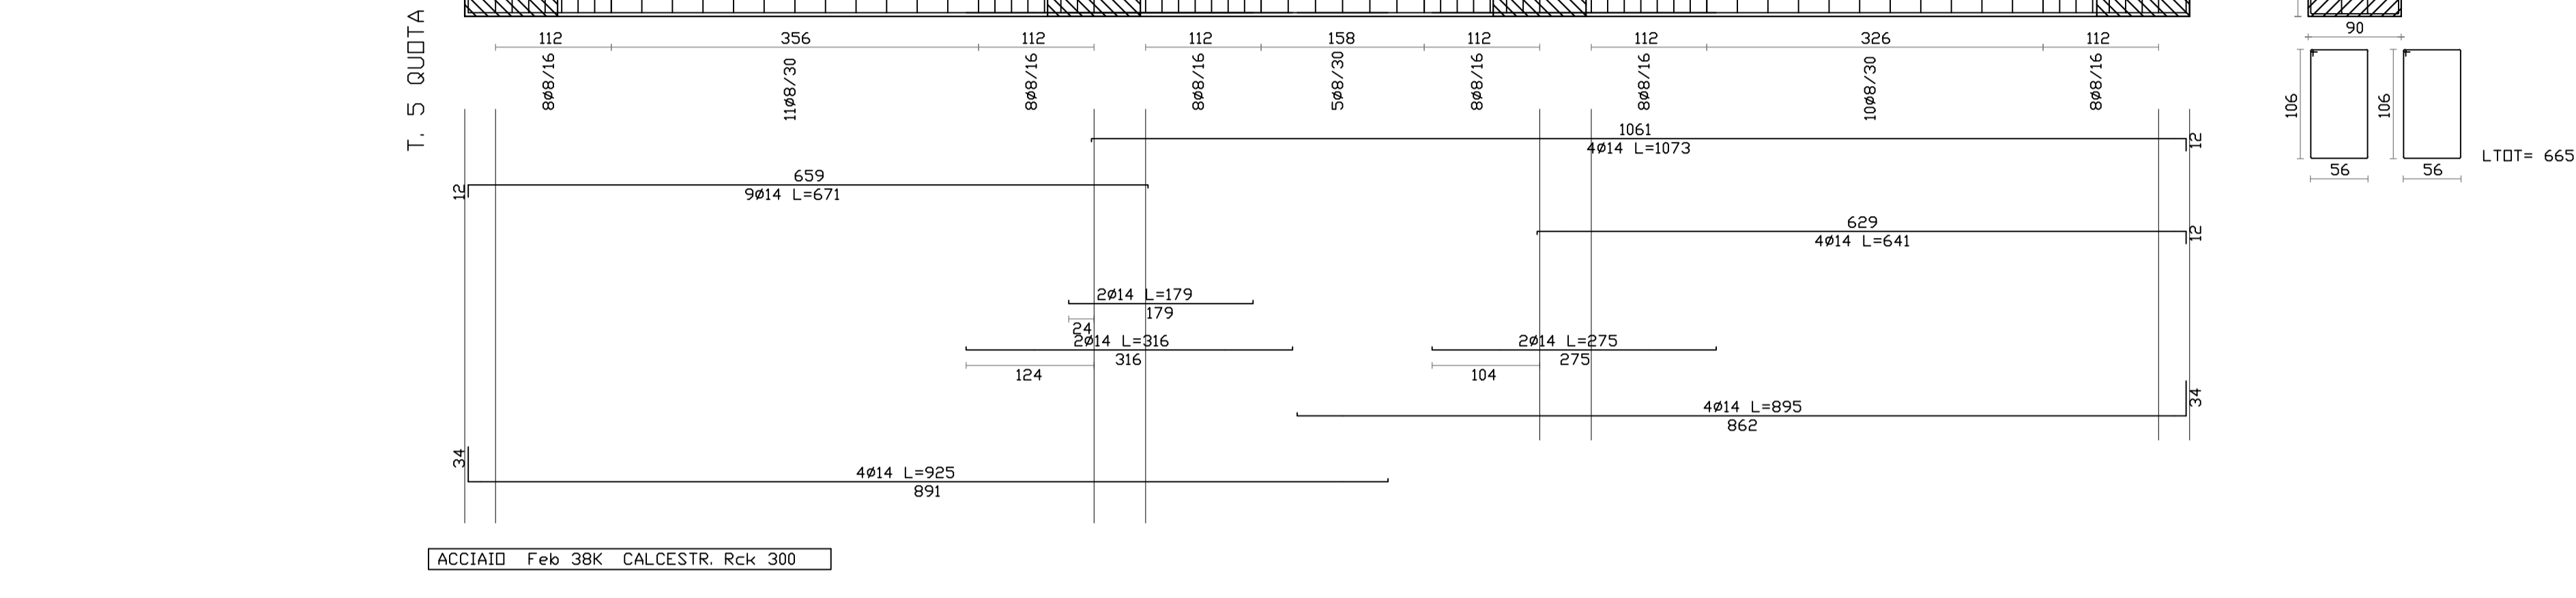 T. 5 QUOTA
112 356 112 112 158 112 112 326 112 90
8ø8/16 11ø8/30 8ø8/16 8ø8/16 5ø8/30 8ø8/16 8ø8/16 10ø8/30 8ø8/16
106 106
56 56
LTOT= 665
1061 12
4ø14 L=1073
659
12 9ø14 L=671
629 12
4ø14 L=641
2ø14 L=179
179
24
2ø14 L=316
316
124
2ø14 L=275
275
104
4ø14 L=895 34
862
34 4ø14 L=925
891
ACCIAIO Feb 38K CALCESTR. Rck 300